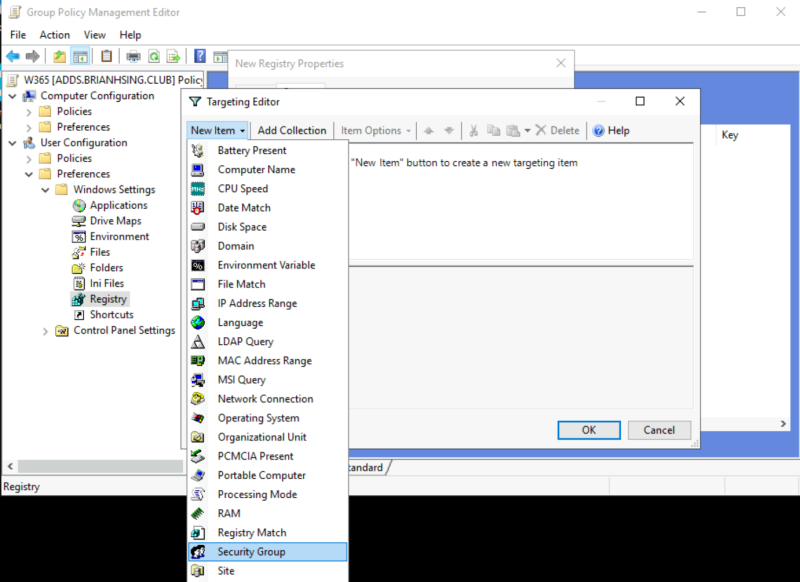 Group Policy Management Editor
File Action View Help
New Registry Properties
W365 [ADDS.BRIANHSING.CLUB] Policy
Computer Configuration
Policies
Preferences
User Configuration
Policies
Preferences
Windows Settings
Applications
Drive Maps
Environment
Files
Folders
Ini Files
Registry
Shortcuts
Control Panel Settings
Targeting Editor
New Item Add Collection Item Options Delete Help
"New Item" button to create a new targeting item
Battery Present
Computer Name
CPU Speed
Date Match
Disk Space
Domain
Environment Variable
File Match
IP Address Range
Language
LDAP Query
MAC Address Range
MSI Query
Network Connection
Operating System
Organizational Unit
PCMCIA Present
Portable Computer
Processing Mode
RAM
Registry Match
Security Group
Site
OK Cancel
Key
tandard
Registry